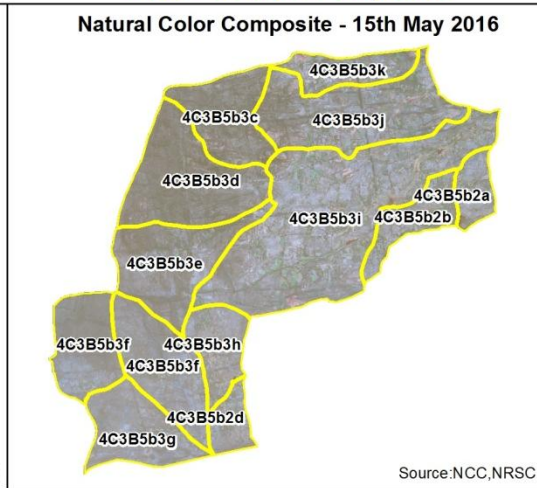 Natural Color Composite - 15th May 2016
4C3B5b3k
4C3B5b3c
4C3B5b3j
4C3B5b3d
4C3B5b2a
4C3B5b3i
4C3B5b2b
4C3B5b3e
4C3B5b3f
4C3B5b3h
4C3B5b3f
4C3B5b2d
4C3B5b3g
Source:NCC,NRSC